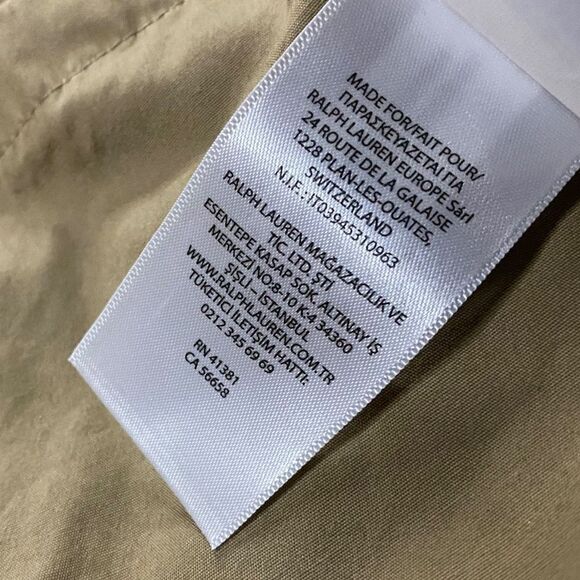 MADE FOR/FAIT POUR/
ΠΑΡΑΣΚΕΥΑΖΕΤΑΙ ΓΙΑ
RALPH LAUREN EUROPE Sàrl
24 ROUTE DE LA GALAISE
1228 PLAN-LES-OUATES,
SWITZERLAND
N.I.F.: IT03945310963
RALPH LAUREN MAĞAZACILIK VE
TİC. LTD. ŞTİ
ESENTEPE KASAP SOK. ALTINAY İŞ
MERKEZİ NO:8-10 K:4 34360
ŞİŞLİ - İSTANBUL
WWW.RALPHLAUREN.COM.TR
TÜKETİCİ İLETİŞİM HATTI:
0212 345 69 69
RN 41381
CA 56658